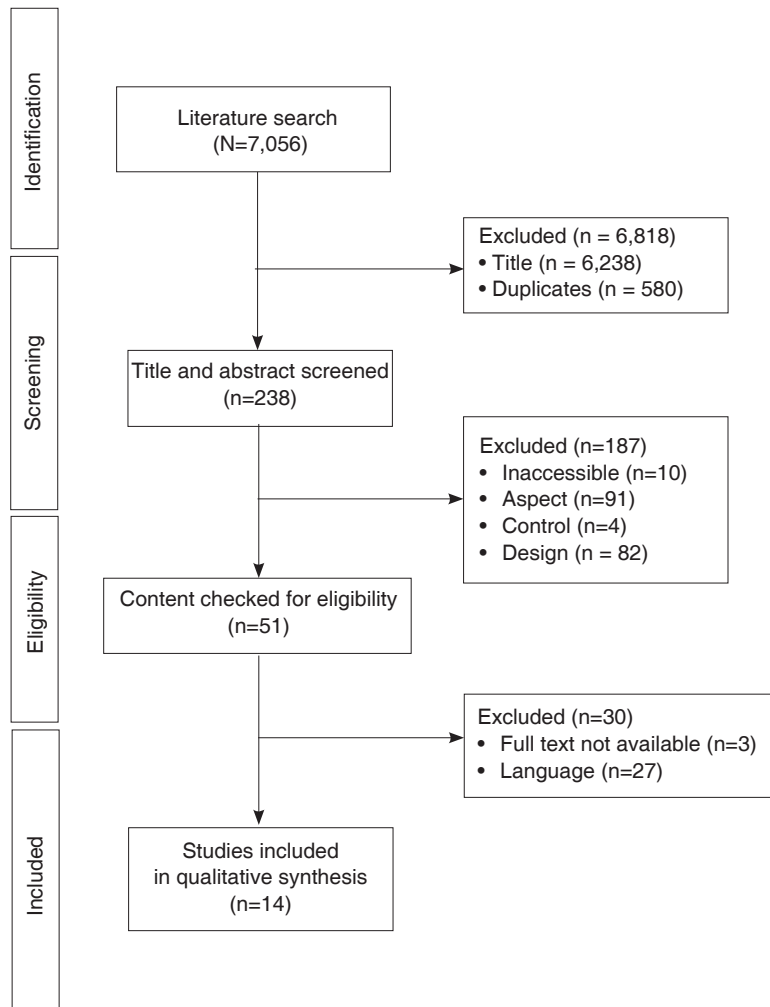 Identification
Literature search
(N=7,056)
Excluded (n = 6,818)
• Title (n = 6,238)
• Duplicates (n = 580)
Screening
Title and abstract screened
(n=238)
Excluded (n=187)
• Inaccessible (n=10)
• Aspect (n=91)
• Control (n=4)
• Design (n = 82)
Eligibility
Content checked for eligibility
(n=51)
Excluded (n=30)
• Full text not available (n=3)
• Language (n=27)
Included
Studies included
in qualitative synthesis
(n=14)